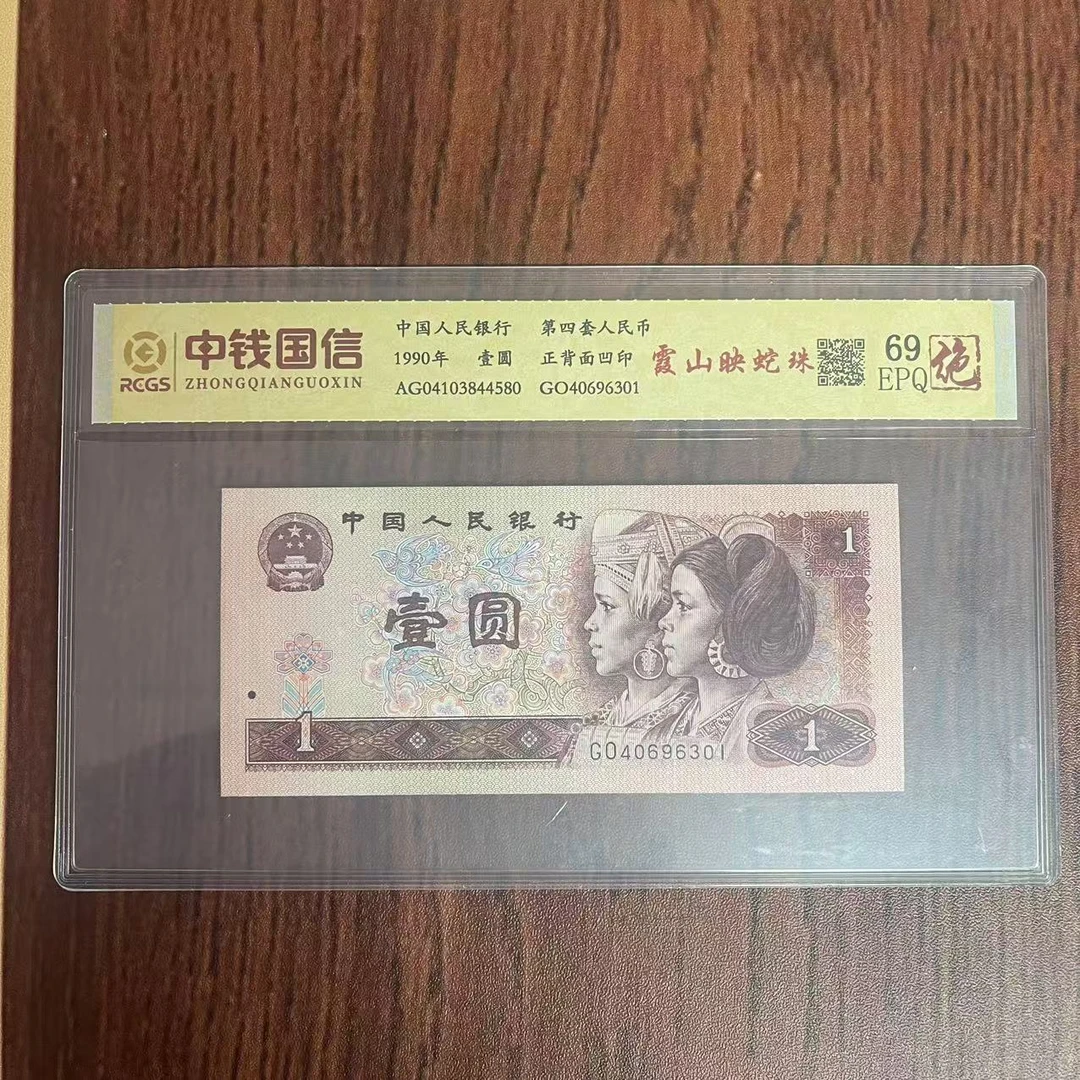 RCGS
中钱国信
ZHONGQIANGUOXIN
中国人民银行 第四套人民币
1990年 壹圆 正背面凹印
AG04103844580 GO40696301
霞山映蛇珠
69
EPQ
绝
中国人民银行
1
壹圆
1
GO40696301
1